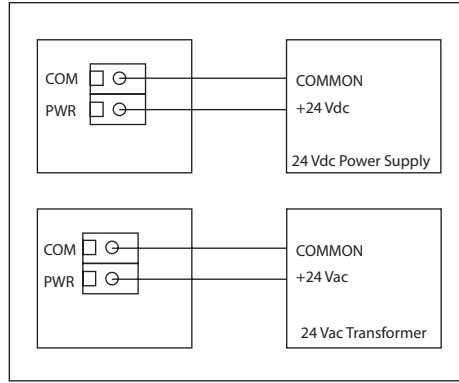 COM
PWR
COMMON
+24 Vdc
24 Vdc Power Supply
COM
PWR
COMMON
+24 Vac
24 Vac Transformer